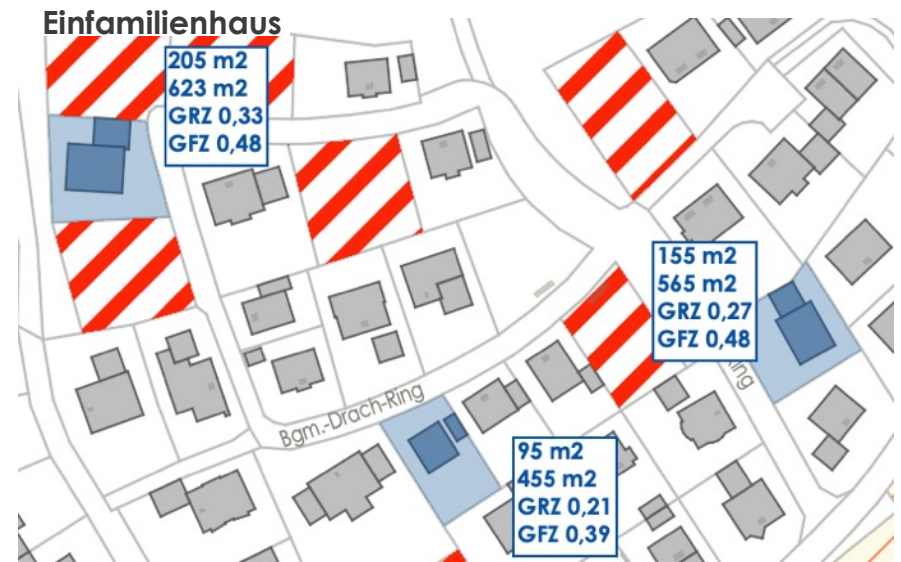 Einfamilienhaus
205 m2
623 m2
GRZ 0,33
GFZ 0,48
155 m2
565 m2
GRZ 0,27
GFZ 0,48
ing
Bgm.-Drach-Ring
95 m2
455 m2
GRZ 0,21
GFZ 0,39